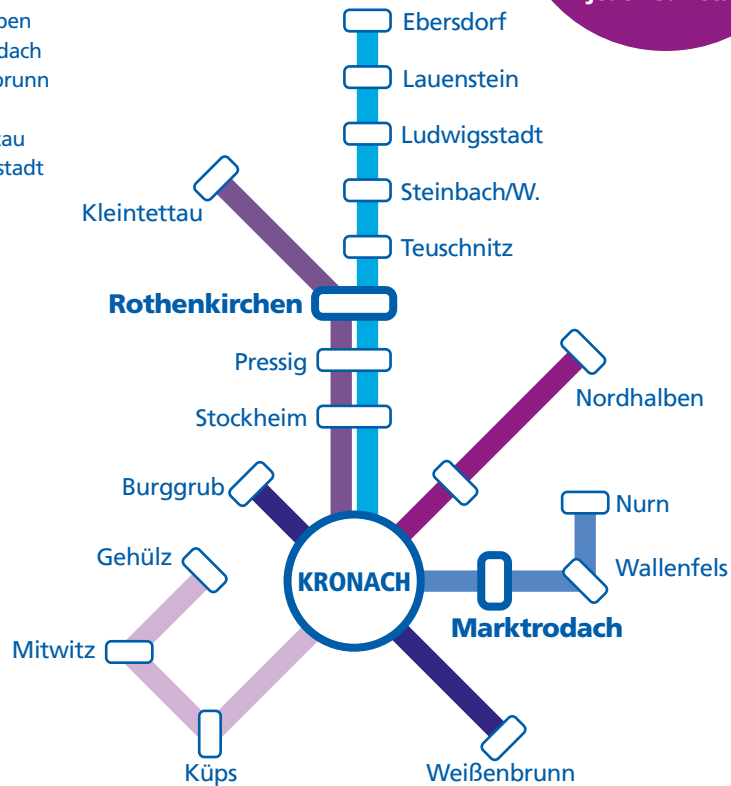 Ebersdorf
Lauenstein
Ludwigsstadt
Steinbach/W.
Kleintettau
Teuschnitz
Rothenkirchen
Pressig
Nordhalben
Stockheim
Burggrub
Nurn
Gehülz
KRONACH
Wallenfels
Marktrodach
Mitwitz
Küps
Weißenbrunn